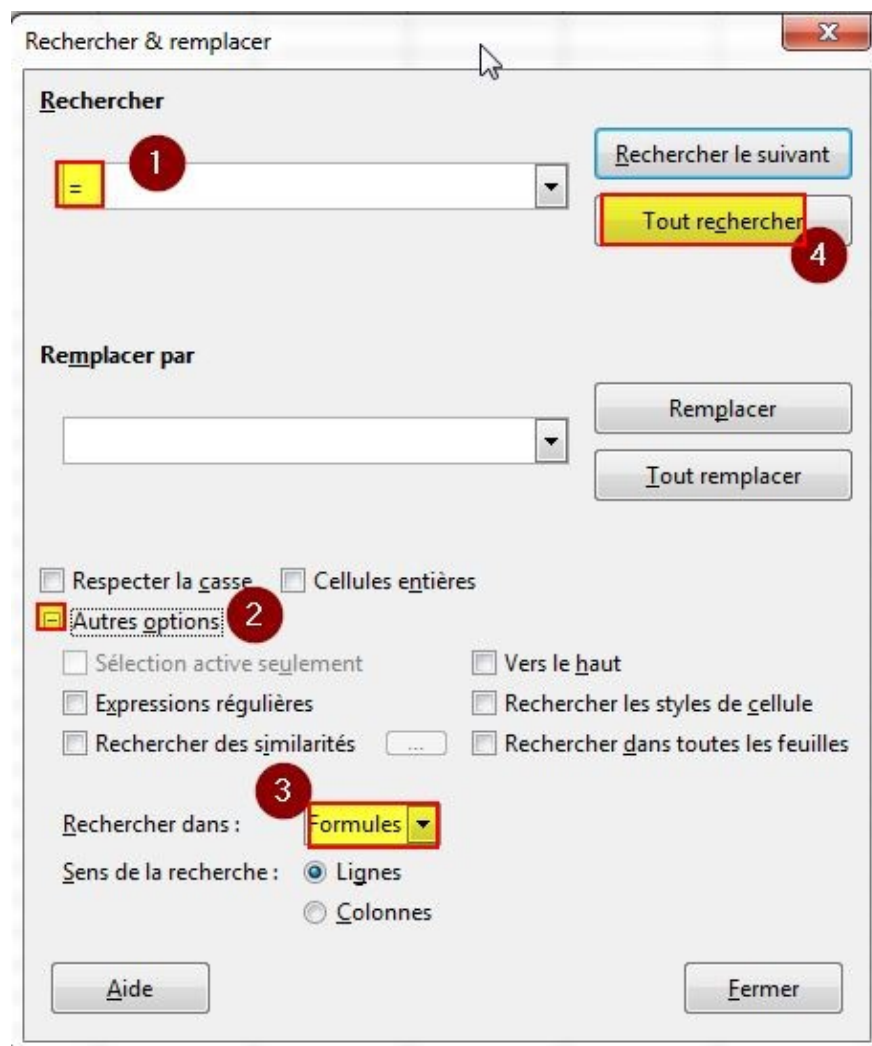 Rechercher & remplacer
x
Rechercher
1
=
Rechercher le suivant
Tout rechercher
4
Remplacer par
Remplacer
Tout remplacer
Respecter la casse Cellules entières
Autres options 2
Sélection active seulement Vers le haut
Expressions régulières Rechercher les styles de cellule
Rechercher des similarités ... Rechercher dans toutes les feuilles
3
Rechercher dans : Formules
Sens de la recherche : Lignes
Colonnes
Aide Fermer